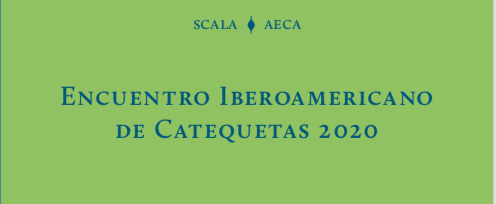 SCALA AECA
ENCUENTRO IBEROAMERICANO
DE CATEQUETAS 2020